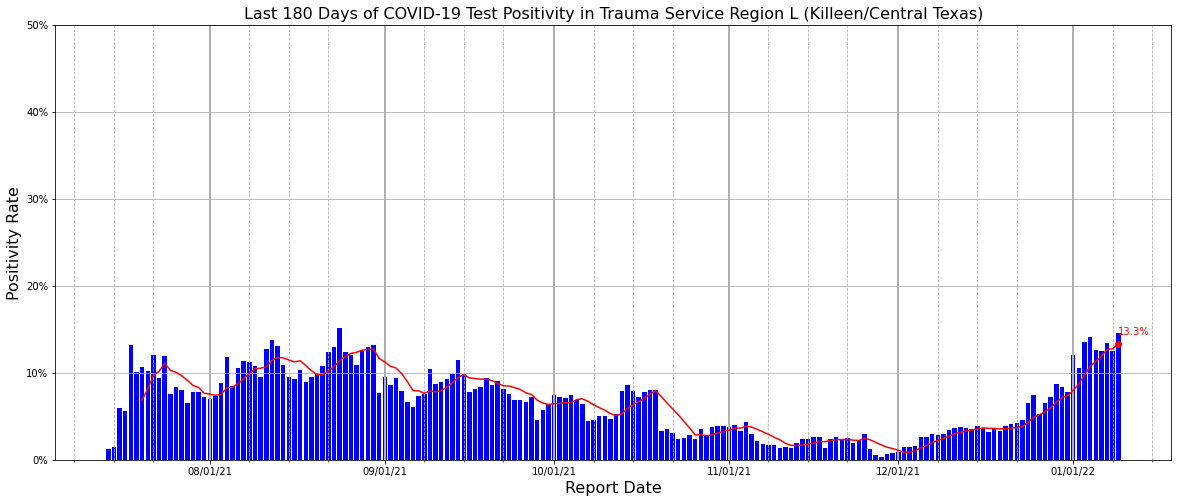 Last 180 Days of COVID-19 Test Positivity in Trauma Service Region L (Killeen/Central Texas)
50%
40%
30%
20%
10%
0%
Positivity Rate
13.3%
08/01/21 09/01/21 10/01/21 11/01/21 12/01/21 01/01/22
Report Date